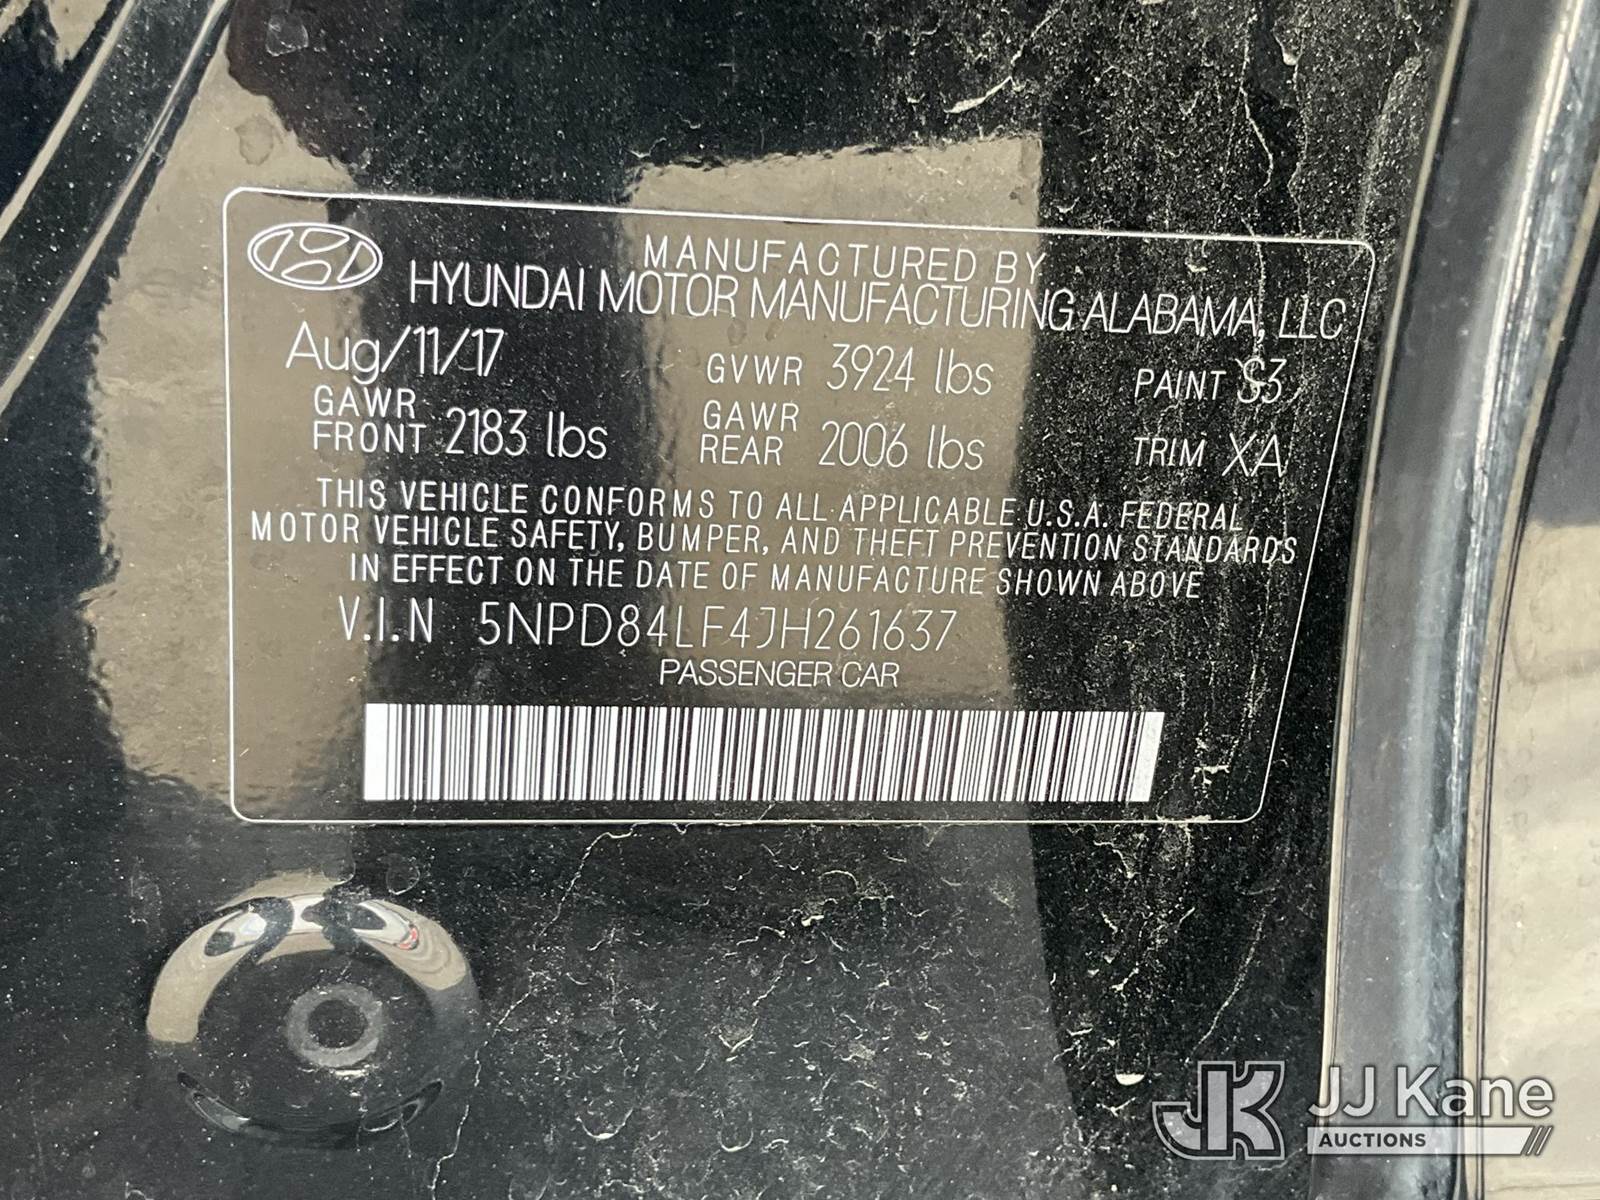 MANUFACTURED BY
HYUNDAI MOTOR MANUFACTURING ALABAMA, LLC
Aug/11/17 GVWR 3924 lbs PAINT S3
GAWR FRONT 2183 lbs GAWR REAR 2006 lbs TRIM XA
THIS VEHICLE CONFORMS TO ALL APPLICABLE U.S.A. FEDERAL
MOTOR VEHICLE SAFETY, BUMPER, AND THEFT PREVENTION STANDARDS
IN EFFECT ON THE DATE OF MANUFACTURE SHOWN ABOVE
V.I.N 5NPD84LF4JH261637
PASSENGER CAR
JK JJ Kane
AUCTIONS